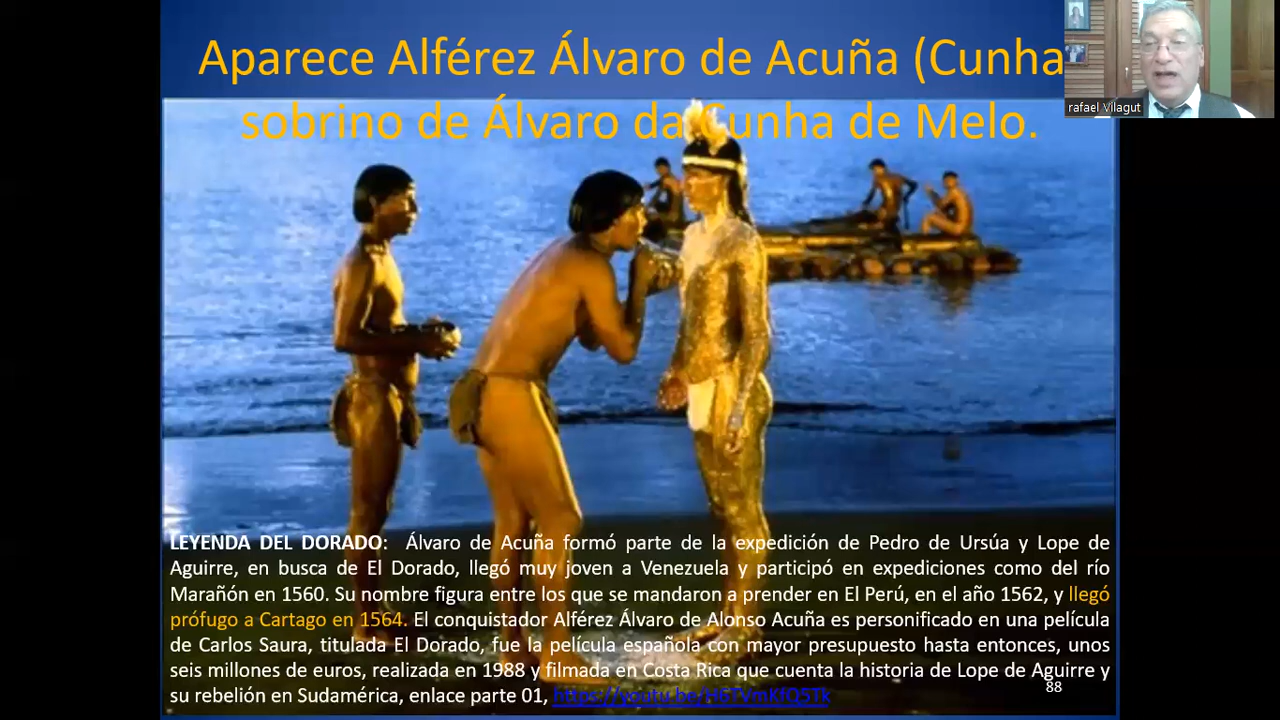 Aparece Alférez Álvaro de Acuña (Cunha
sobrino de Álvaro da Cunha de Melo.
rafael Vilagut
LEYENDA DEL DORADO: Álvaro de Acuña formó parte de la expedición de Pedro de Ursúa y Lope de
Aguirre, en busca de El Dorado, llegó muy joven a Venezuela y participó en expediciones como del río
Marañón en 1560. Su nombre figura entre los que se mandaron a prender en El Perú, en el año 1562, y llegó
prófugo a Cartago en 1564. El conquistador Alférez Álvaro de Alonso Acuña es personificado en una película
de Carlos Saura, titulada El Dorado, fue la película española con mayor presupuesto hasta entonces, unos
seis millones de euros, realizada en 1988 y filmada en Costa Rica que cuenta la historia de Lope de Aguirre y
su rebelión en Sudamérica, enlace parte 01, https://youtu.be/H6TVmKfQ5Tk
88